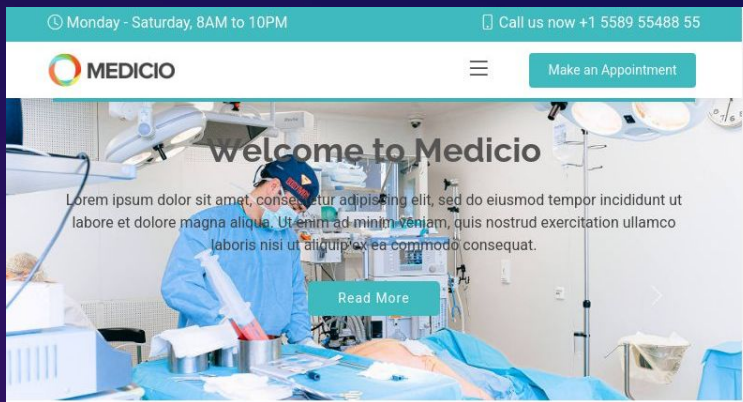 Monday - Saturday, 8AM to 10PM
Call us now +1 5589 55488 55
MEDICIO
Make an Appointment
Welcome to Medicio
Lorem ipsum dolor sit amet, consectetur adipiscing elit, sed do eiusmod tempor incididunt ut
labore et dolore magna aliqua. Ut enim ad minim veniam, quis nostrud exercitation ullamco
laboris nisi ut aliquip ex ea commodo consequat.
Read More